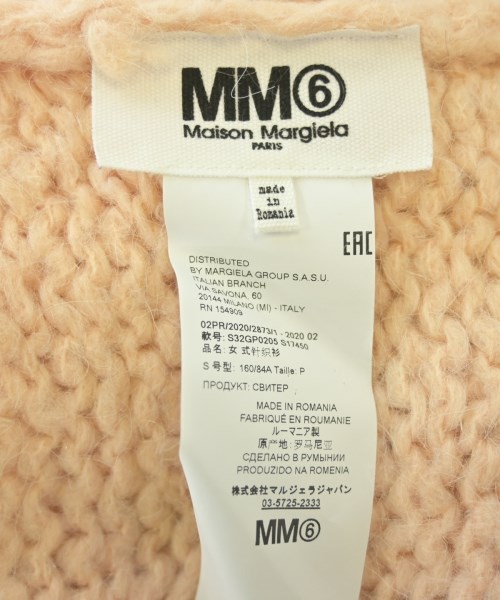 MM⑥
Maison Margiela
PARIS
made
in
Romania
EAC
DISTRIBUTED
BY MARGIELA GROUP S.A.S.U.
ITALIAN BRANCH
VIA SAVONA, 60
20144 MILANO (MI) - ITALY
RN 154909
02PR/2020/2873/1 - 2020 02
款号: S32GP0205 S17450
品名: 女式针织衫
S 号型: 160/84A Taille: P
ПРОДУКТ: СВИТЕР
MADE IN ROMANIA
FABRIQUÉ EN ROUMANIE
ルーマニア製
原产地: 罗马尼亚
СДЕЛАНО В РУМЫНИИ
PRODUZIDO NA ROMENIA
株式会社マルジェラジャパン
03-5725-2333
MM⑥